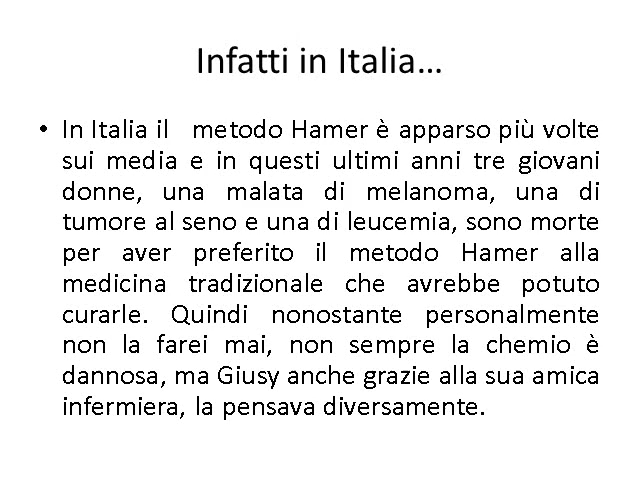 Infatti in Italia...
• In Italia il metodo Hamer è apparso più volte
sui media e in questi ultimi anni tre giovani
donne, una malata di melanoma, una di
tumore al seno e una di leucemia, sono morte
per aver preferito il metodo Hamer alla
medicina tradizionale che avrebbe potuto
curarle. Quindi nonostante personalmente
non la farei mai, non sempre la chemio è
dannosa, ma Giusy anche grazie alla sua amica
infermiera, la pensava diversamente.